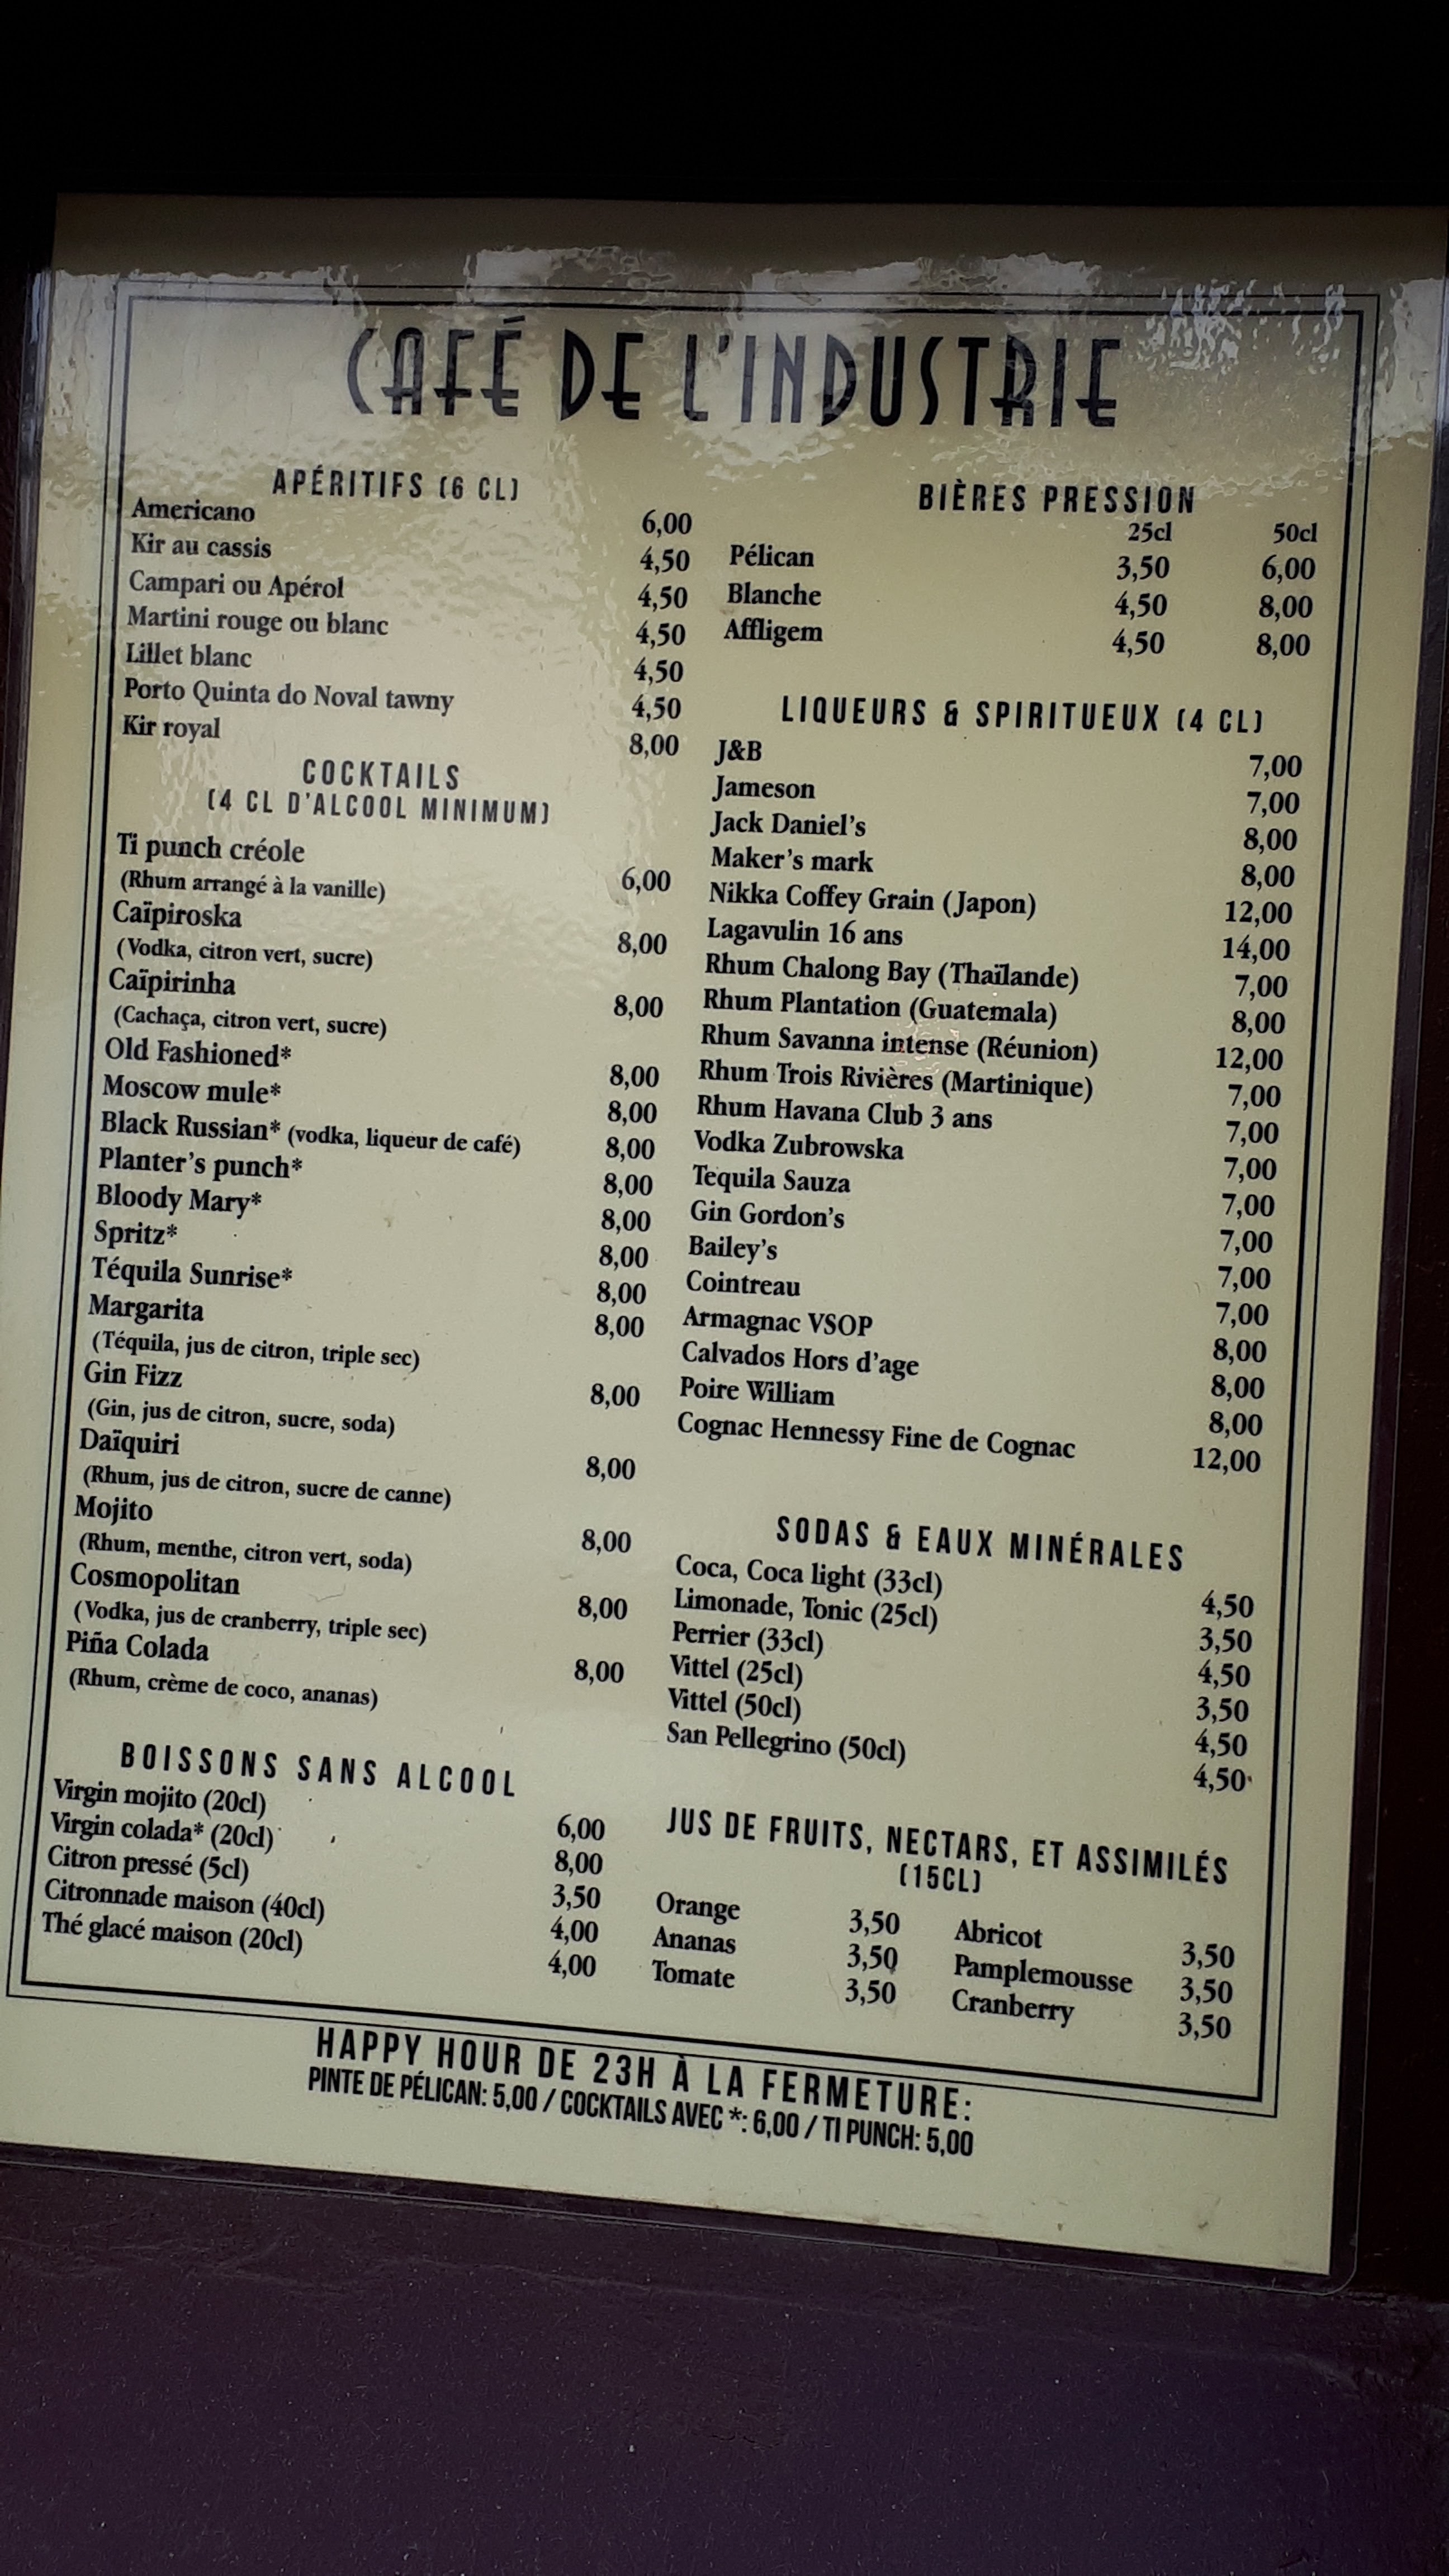 CAFÉ DE L'INDUSTRIE
APÉRITIFS (6 CL)
Americano 6,00
Kir au cassis 4,50
Campari ou Apérol 4,50
Martini rouge ou blanc 4,50
Lillet blanc 4,50
Porto Quinta do Noval tawny 4,50
Kir royal 8,00
COCKTAILS
(4 CL D'ALCOOL MINIMUM)
Ti punch créole
(Rhum arrangé à la vanille) 6,00
Caïpiroska
(Vodka, citron vert, sucre) 8,00
Caïpirinha
(Cachaça, citron vert, sucre) 8,00
Old Fashioned* 8,00
Moscow mule* 8,00
Black Russian* (vodka, liqueur de café) 8,00
Planter's punch* 8,00
Bloody Mary* 8,00
Spritz* 8,00
Téquila Sunrise* 8,00
Margarita 8,00
(Téquila, jus de citron, triple sec)
Gin Fizz 8,00
(Gin, jus de citron, sucre, soda)
Daïquiri 8,00
(Rhum, jus de citron, sucre de canne)
Mojito 8,00
(Rhum, menthe, citron vert, soda)
Cosmopolitan 8,00
(Vodka, jus de cranberry, triple sec)
Piña Colada 8,00
(Rhum, crème de coco, ananas)
BOISSONS SANS ALCOOL
Virgin mojito (20cl) 6,00
Virgin colada* (20cl) 8,00
Citron pressé (5cl) 3,50
Citronnade maison (40cl) 4,00
Thé glacé maison (20cl) 4,00
BIÈRES PRESSION
25cl 50cl
Pélican 3,50 6,00
Blanche 4,50 8,00
Affligem 4,50 8,00
LIQUEURS & SPIRITUEUX (4 CL)
J&B 7,00
Jameson 7,00
Jack Daniel's 8,00
Maker's mark 8,00
Nikka Coffey Grain (Japon) 12,00
Lagavulin 16 ans 14,00
Rhum Chalong Bay (Thaïlande) 7,00
Rhum Plantation (Guatemala) 8,00
Rhum Savanna intense (Réunion) 12,00
Rhum Trois Rivières (Martinique) 7,00
Rhum Havana Club 3 ans 7,00
Vodka Zubrowska 7,00
Tequila Sauza 7,00
Gin Gordon's 7,00
Bailey's 7,00
Cointreau 7,00
Armagnac VSOP 8,00
Calvados Hors d'age 8,00
Poire William 8,00
Cognac Hennessy Fine de Cognac 12,00
SODAS & EAUX MINÉRALES
Coca, Coca light (33cl) 4,50
Limonade, Tonic (25cl) 3,50
Perrier (33cl) 4,50
Vittel (25cl) 3,50
Vittel (50cl) 4,50
San Pellegrino (50cl) 4,50
JUS DE FRUITS, NECTARS, ET ASSIMILÉS
(15CL)
Orange 3,50 Abricot 3,50
Ananas 3,50 Pamplemousse 3,50
Tomate 3,50 Cranberry 3,50
HAPPY HOUR DE 23H À LA FERMETURE:
PINTE DE PÉLICAN: 5,00 / COCKTAILS AVEC *: 6,00 / TI PUNCH: 5,00